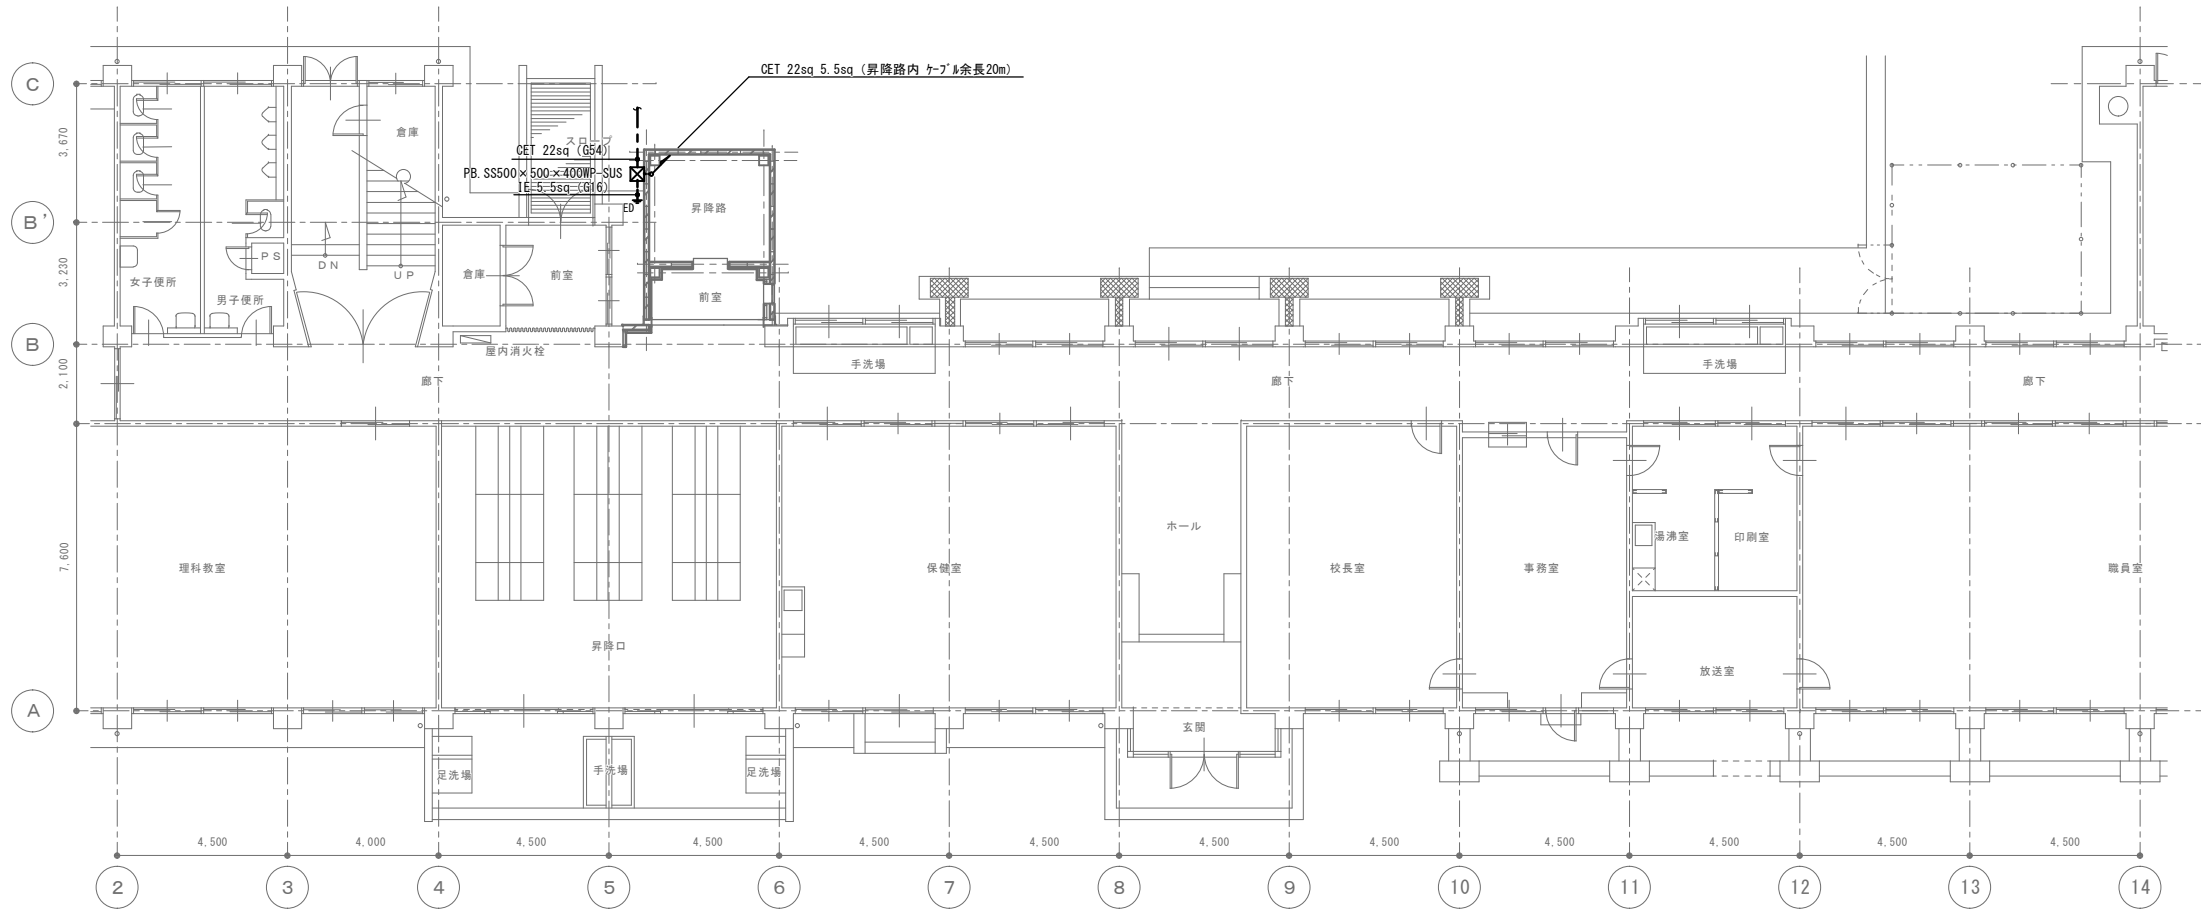 CET 22sq 5.5sq (昇降路内 ケーブル余長20m)
C
3,670
倉庫
スロープ
CET 22sq (G54)
PB.SS500×500×400WP-SUS
IE 5.5sq (G16)
ED
昇降路
B'
3,230
PS
DN
UP
倉庫
前室
女子便所
男子便所
前室
B
屋内消火栓
2,100
手洗場
手洗場
廊下
廊下
廊下
ホール
湯沸室
印刷室
7,600
理科教室
保健室
校長室
事務室
職員室
昇降口
放送室
A
玄関
足洗場
手洗場
足洗場
4,500
4,000
4,500
4,500
4,500
4,500
4,500
4,500
4,500
4,500
4,500
4,500
2
3
4
5
6
7
8
9
10
11
12
13
14